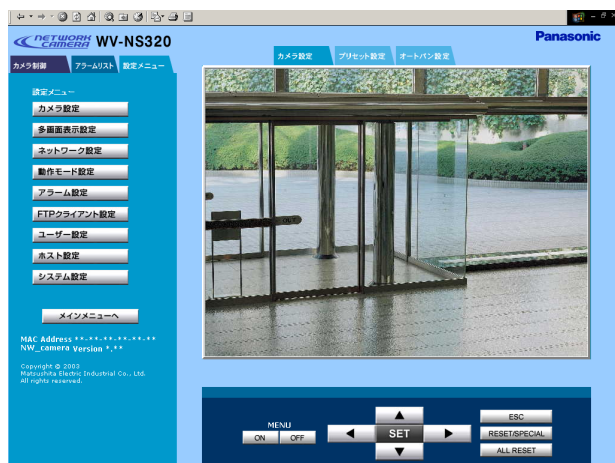 NETWORK CAMERA WV-NS320
Panasonic
カメラ制御 アラームリスト 設定メニュー
カメラ設定 プリセット設定 オートパン設定
設定メニュー
カメラ設定
多画面表示設定
ネットワーク設定
動作モード設定
アラーム設定
FTPクライアント設定
ユーザー設定
ホスト設定
システム設定
メインメニューへ
MAC Address **-**-**-**-**-**
NW_camera Version *.**
Copyright © 2003
Matsushita Electric Industrial Co., Ltd.
All rights reserved.
OUT
MENU
ON OFF
SET
ESC
RESET/SPECIAL
ALL RESET